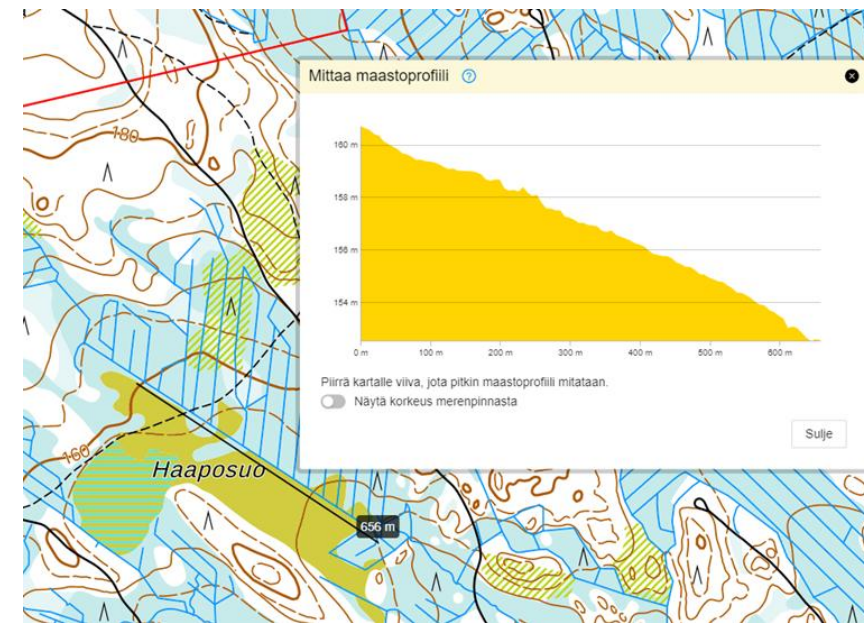 Mittaa maastoprofiili ?
160 m
158 m
156 m
154 m
0 m 100 m 200 m 300 m 400 m 500 m 600 m
Piirrä kartalle viiva, jota pitkin maastoprofiili mitataan.
Näytä korkeus merenpinnasta
Sulje
180
160
Haaposuo
656 m